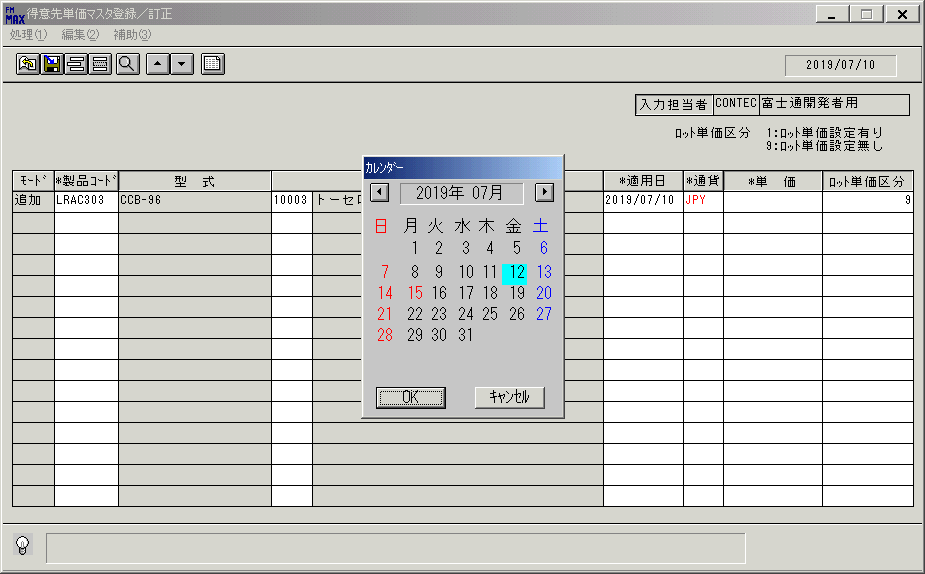 FM MAX 得意先単価マスタ登録／訂正
処理(1) 編集(2) 補助(3)
2019/07/10
入力担当者 CONTEC 富士通開発者用
ﾛｯﾄ単価区分 1:ﾛｯﾄ単価設定有り
9:ﾛｯﾄ単価設定無し
ﾓｰﾄﾞ *製品ｺｰﾄﾞ 型 式 *適用日 *通貨 *単 価 ﾛｯﾄ単価区分
追加 LRAC303 CCB-96 10003 トーセロ 2019/07/10 JPY 9
ｶﾚﾝﾀﾞｰ
2019年 07月
日 月 火 水 木 金 土
1 2 3 4 5 6
7 8 9 10 11 12 13
14 15 16 17 18 19 20
21 22 23 24 25 26 27
28 29 30 31
OK ｷｬﾝｾﾙ